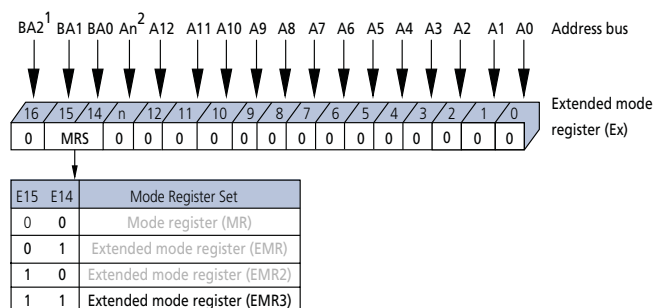 BA2¹ BA1 BA0 An² A12 A11 A10 A9 A8 A7 A6 A5 A4 A3 A2 A1 A0 Address bus
16 15 14 n 12 11 10 9 8 7 6 5 4 3 2 1 0 Extended mode
register (Ex)
0 MRS 0 0 0 0 0 0 0 0 0 0 0 0 0 0
E15 E14 Mode Register Set
0 0 Mode register (MR)
0 1 Extended mode register (EMR)
1 0 Extended mode register (EMR2)
1 1 Extended mode register (EMR3)